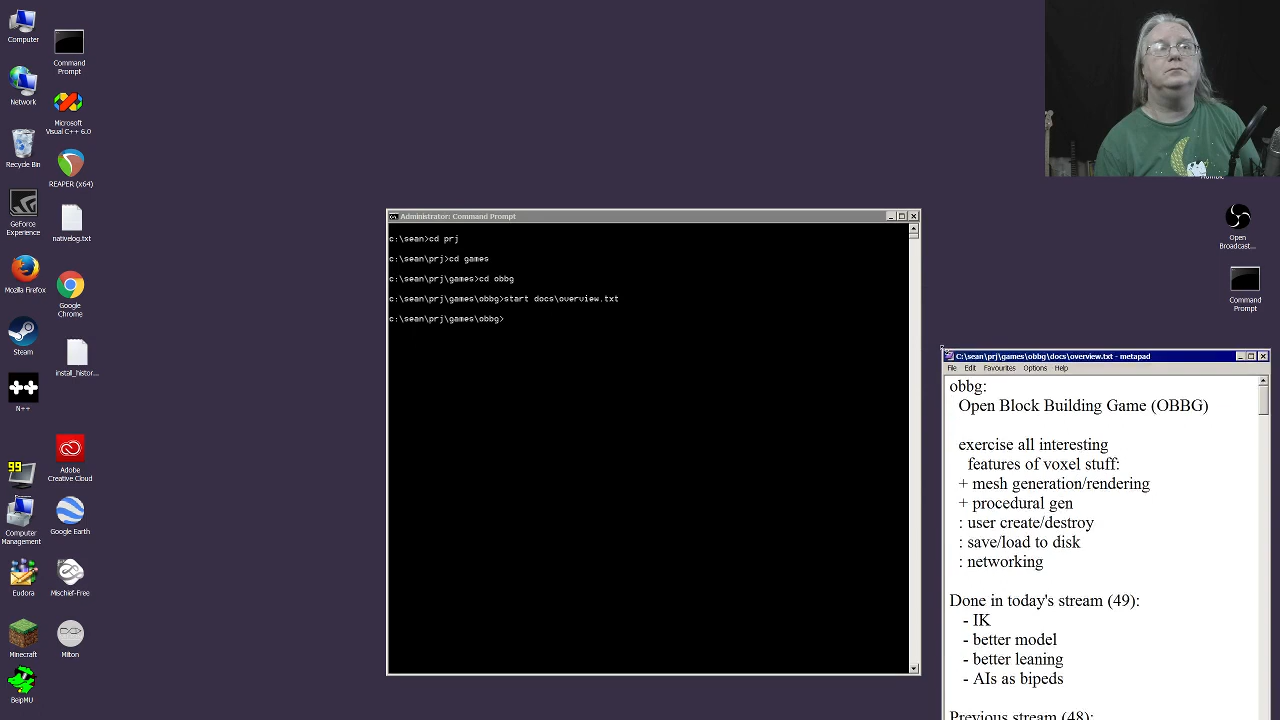 Computer
Command
Prompt
Network
Microsoft
Visual C++ 6.0
Recycle Bin
REAPER (x64)
GeForce
Experience
nativelog.txt
Mozilla Firefox
Google
Chrome
Steam
install_histor...
N++
Adobe
Creative Cloud
99
Computer
Management
Google Earth
Eudora
Mischief-Free
Minecraft
Milton
BeipMU
Administrator: Command Prompt
c:\sean>cd prj
c:\sean\prj>cd games
c:\sean\prj\games>cd obbg
c:\sean\prj\games\obbg>start docs\overview.txt
c:\sean\prj\games\obbg>
Humble
Open
Broadcast...
Command
Prompt
C:\sean\prj\games\obbg\docs\overview.txt - metapad
File Edit Favourites Options Help
obbg:
Open Block Building Game (OBBG)
exercise all interesting
features of voxel stuff:
+ mesh generation/rendering
+ procedural gen
: user create/destroy
: save/load to disk
: networking
Done in today's stream (49):
- IK
- better model
- better leaning
- AIs as bipeds
Previous stream (48):